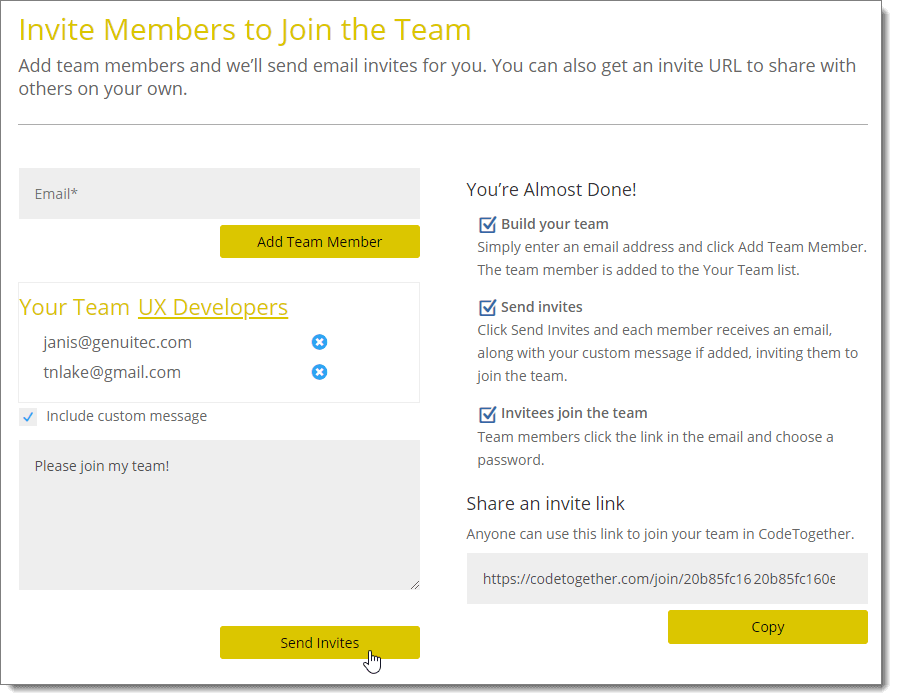 Invite Members to Join the Team
Add team members and we’ll send email invites for you. You can also get an invite URL to share with
others on your own.
Email*
Add Team Member
Your Team UX Developers
janis@genuitec.com
tnlake@gmail.com
Include custom message
Please join my team!
Send Invites
You’re Almost Done!
Build your team
Simply enter an email address and click Add Team Member.
The team member is added to the Your Team list.
Send invites
Click Send Invites and each member receives an email,
along with your custom message if added, inviting them to
join the team.
Invitees join the team
Team members click the link in the email and choose a
password.
Share an invite link
Anyone can use this link to join your team in CodeTogether.
https://codetogether.com/join/20b85fc1620b85fc160e
Copy